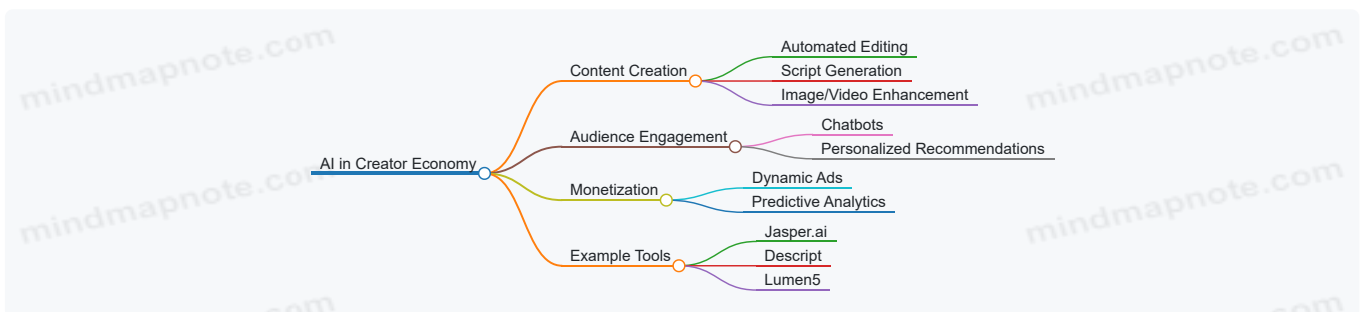 mindmapnote.com
mindmapnote.com
Automated Editing
Content Creation
Script Generation
Image/Video Enhancement
Chatbots
Audience Engagement
Personalized Recommendations
AI in Creator Economy
Dynamic Ads
Monetization
Predictive Analytics
mindmapnote.com
mindmapnote.com
Jasper.ai
Example Tools
Descript
Lumen5